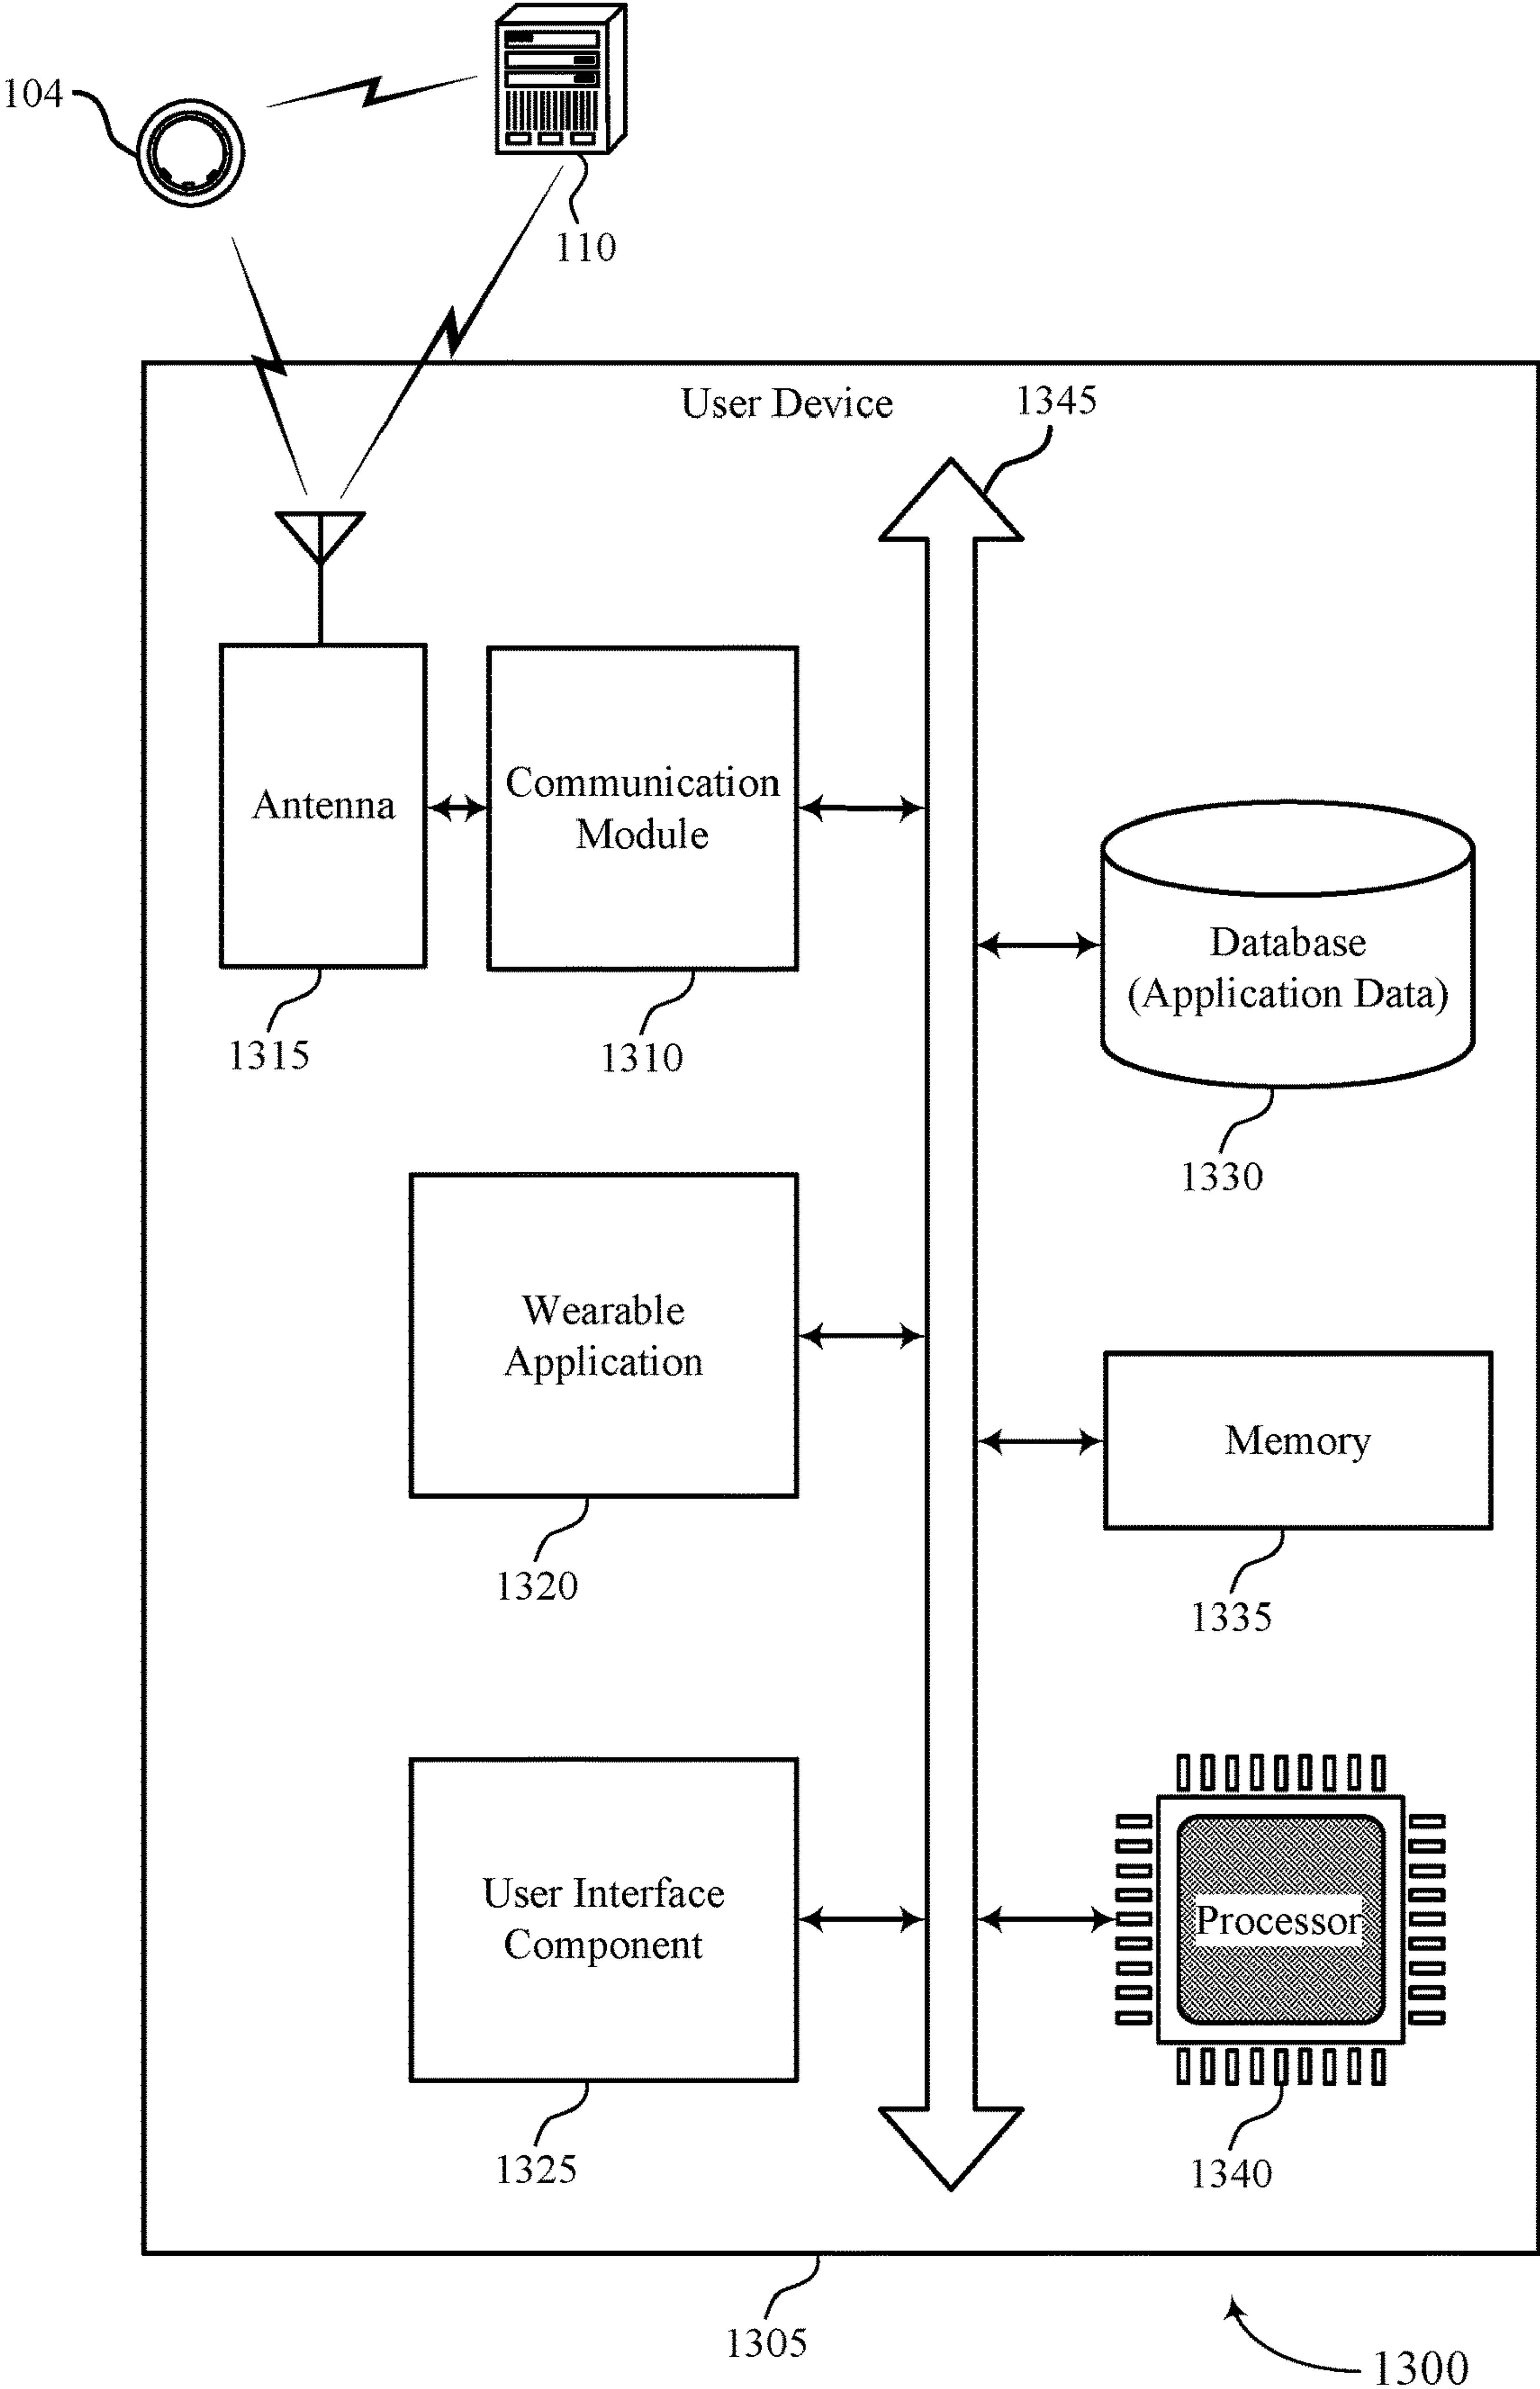 104
110
User Device
1345
Antenna
Communication
Module
1315
1310
Database
(Application Data)
1330
Wearable
Application
1320
Memory
1335
User Interface
Component
1325
Processor
1340
1305
1300